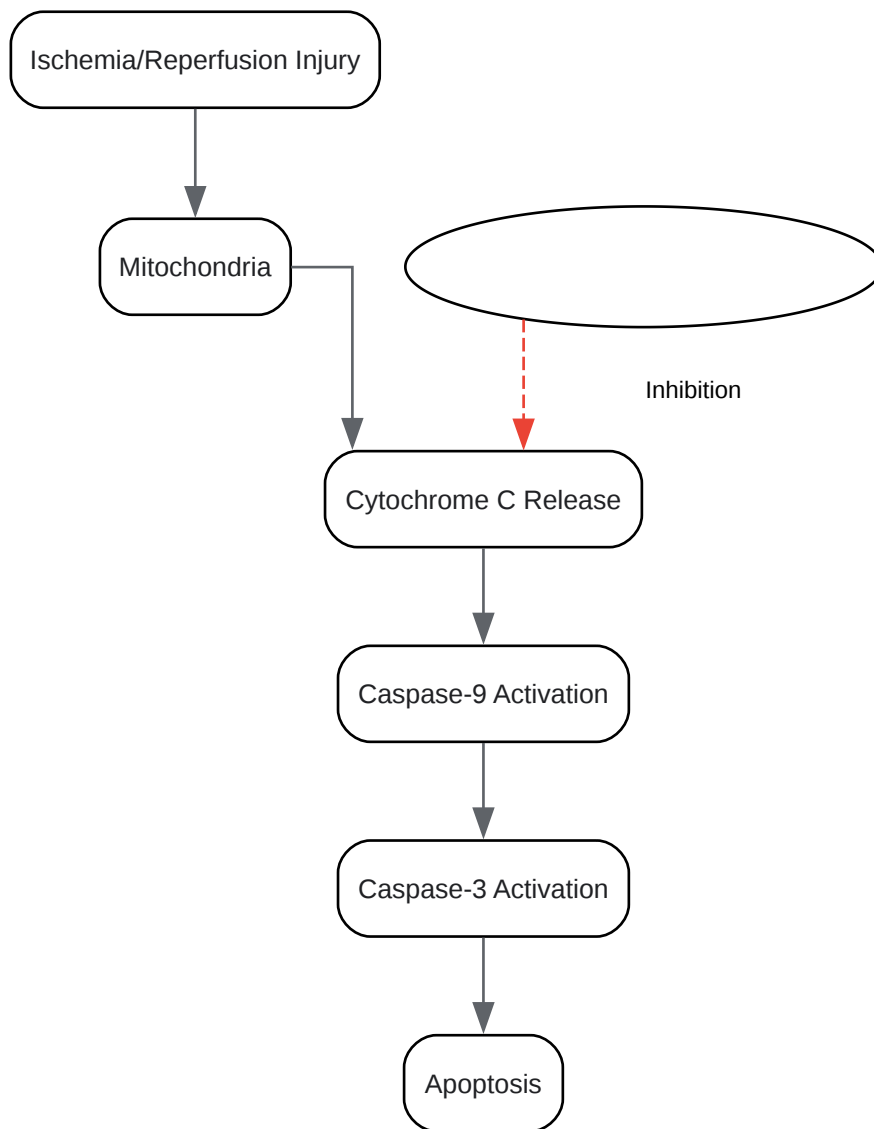 Ischemia/Reperfusion Injury
Mitochondria
Inhibition
Cytochrome C Release
Caspase-9 Activation
Caspase-3 Activation
Apoptosis